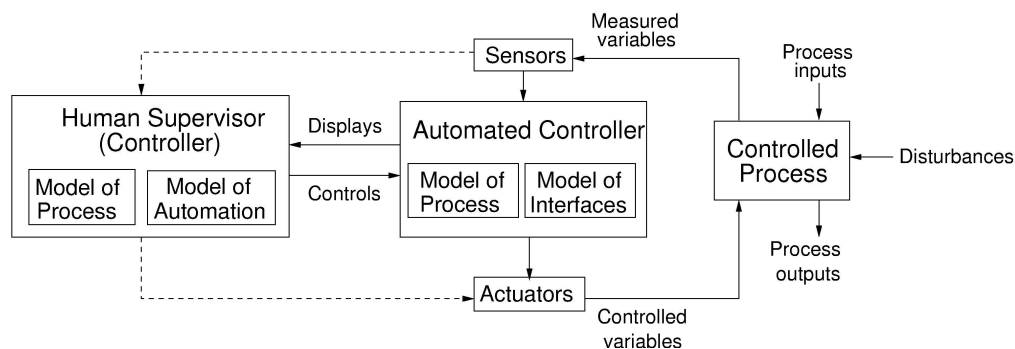 Measured
variables
Sensors
Process
inputs
Human Supervisor
(Controller)
Displays
Automated Controller
Controlled
Process
Disturbances
Model of
Process
Model of
Automation
Controls
Model of
Process
Model of
Interfaces
Process
outputs
Actuators
Controlled
variables